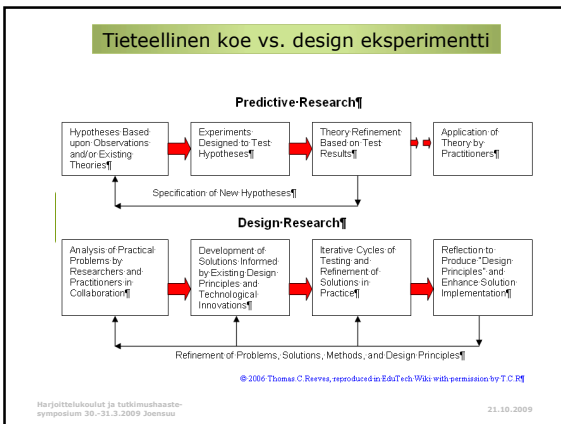 Tieteellinen koe vs. design eksperimentti
Predictive·Research¶
Hypotheses·Based·
upon·Observations·
and/or·Existing·
Theories¶
Experiments·
Designed·to·Test·
Hypotheses¶
Theory·Refinement·
Based·on·Test·
Results¶
Application·of·
Theory·by·
Practitioners¶
Specification·of·New·Hypotheses¶
Design·Research¶
Analysis·of·Practical·
Problems·by·
Researchers·and·
Practitioners·in·
Collaboration¶
Development·of·
Solutions·Informed·
by·Existing·Design·
Principles·and·
Technological·
Innovations¶
Iterative·Cycles·of·
Testing·and·
Refinement·of·
Solutions·in·
Practice¶
Reflection·to·
Produce·"Design·
Principles"·and·
Enhance·Solution·
Implementation¶
Refinement·of·Problems,·Solutions,·Methods,·and·Design·Principles¶
©·2006·Thomas·C.Reeves,·reproduced·in·EduTech·Wiki·with·permission·by·T.C.R¶
Harjoittelukoulut ja tutkimushaaste-
symposium 30.-31.3.2009 Joensuu
21.10.2009